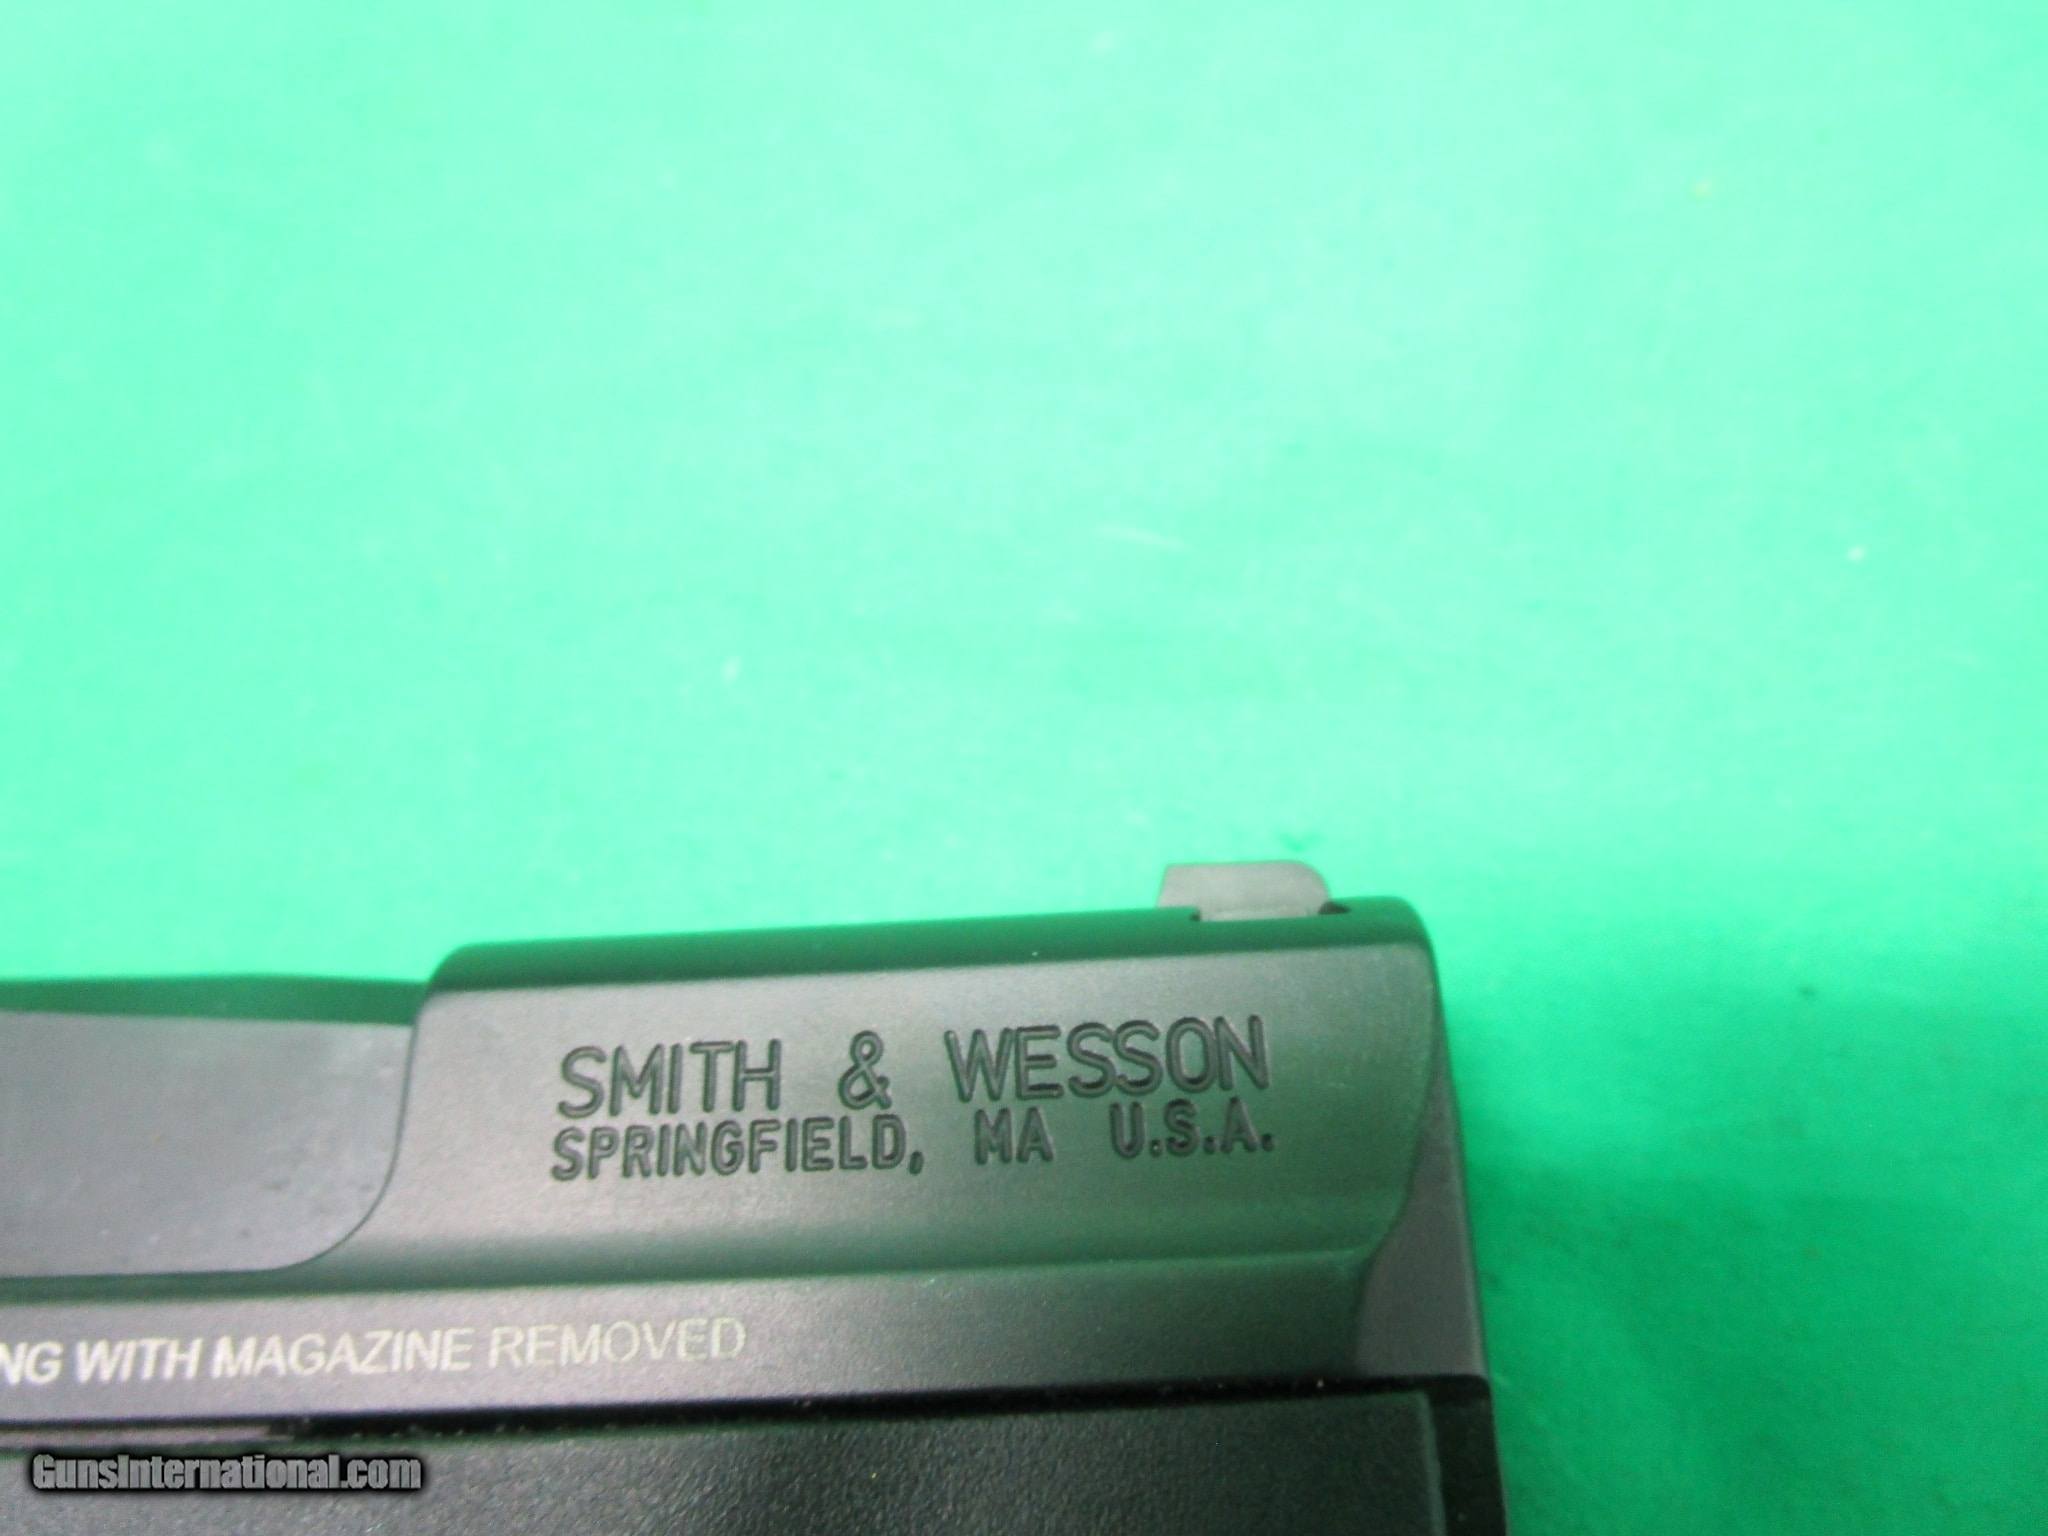 SMITH & WESSON
SPRINGFIELD, MA U.S.A.
NG WITH MAGAZINE REMOVED
GunsInternational.com